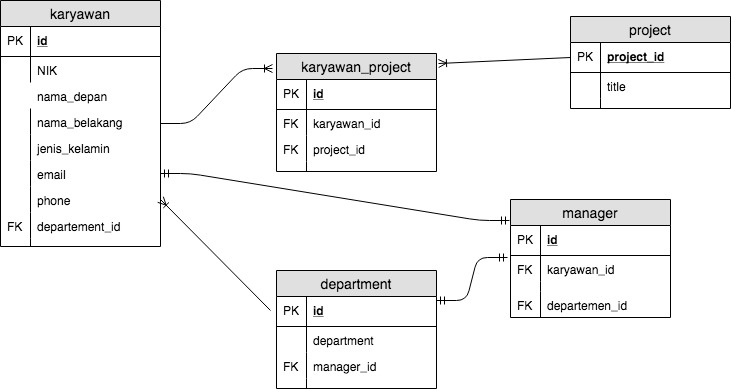 karyawan
PK id
NIK
nama_depan
nama_belakang
jenis_kelamin
email
phone
FK departement_id
karyawan_project
PK id
FK karyawan_id
FK project_id
project
PK project_id
title
manager
PK id
FK karyawan_id
FK departemen_id
department
PK id
department
FK manager_id